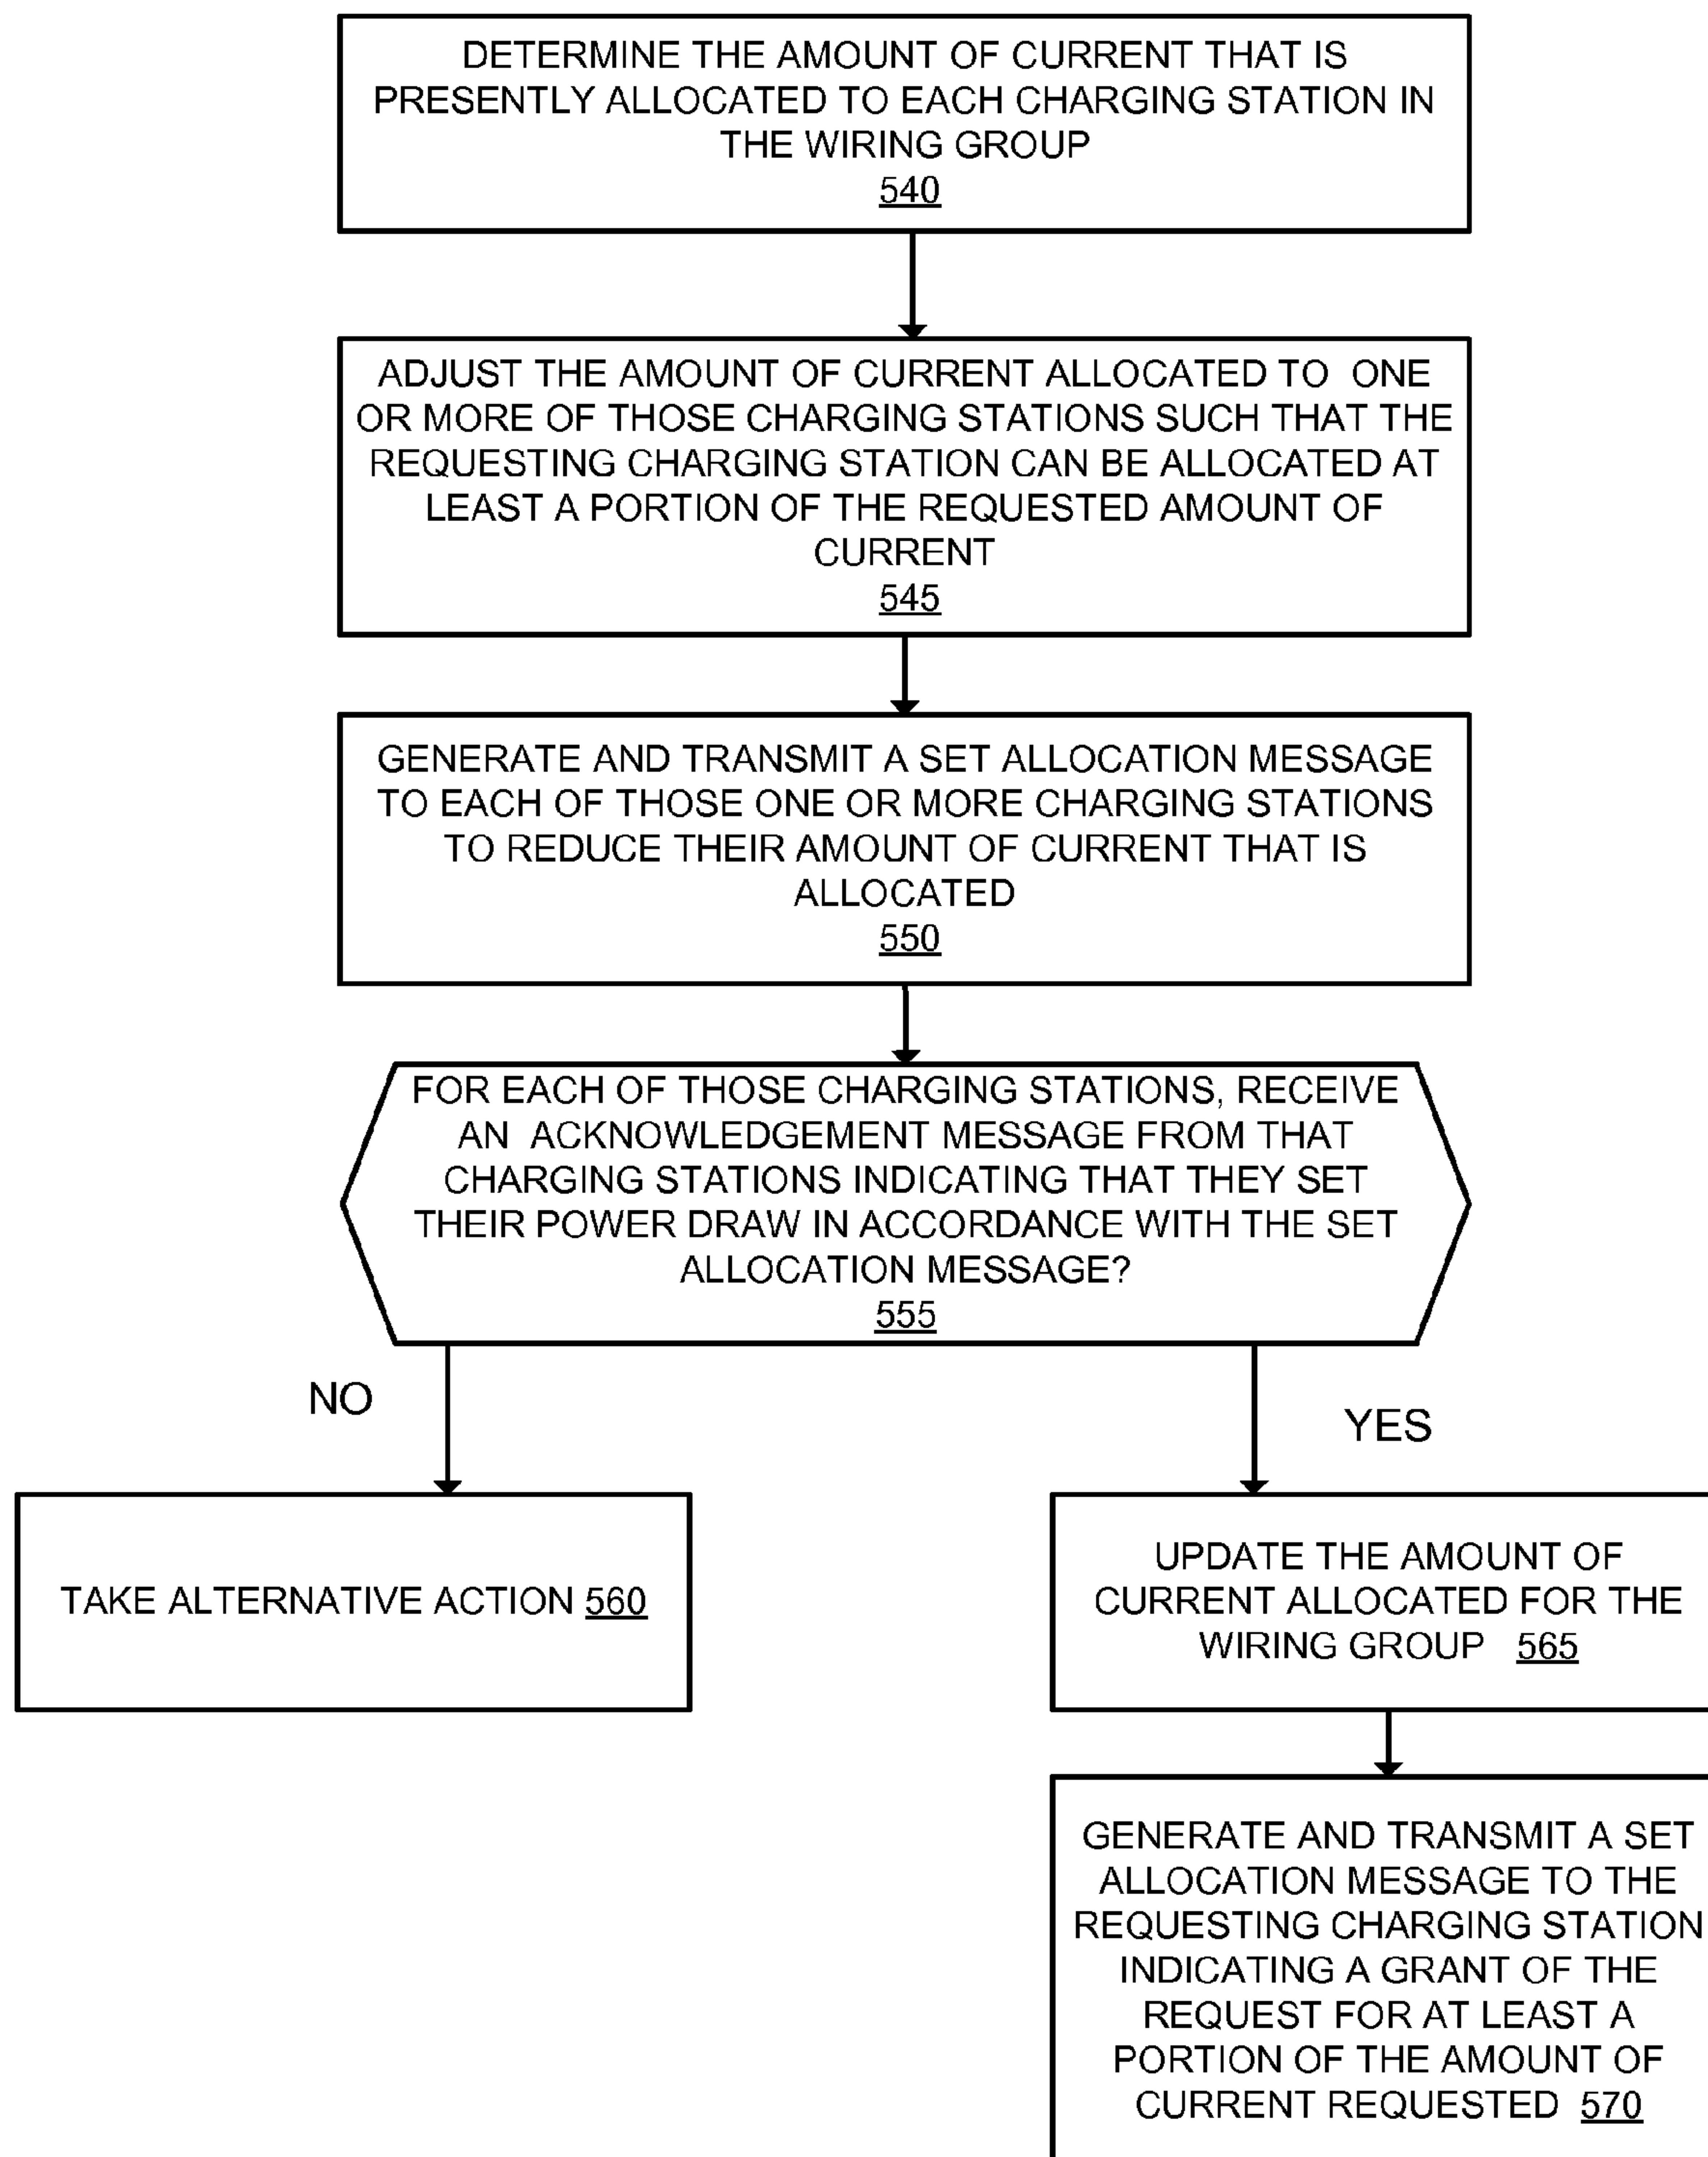 DETERMINE THE AMOUNT OF CURRENT THAT IS
PRESENTLY ALLOCATED TO EACH CHARGING STATION IN
THE WIRING GROUP
540
ADJUST THE AMOUNT OF CURRENT ALLOCATED TO ONE
OR MORE OF THOSE CHARGING STATIONS SUCH THAT THE
REQUESTING CHARGING STATION CAN BE ALLOCATED AT
LEAST A PORTION OF THE REQUESTED AMOUNT OF
CURRENT
545
GENERATE AND TRANSMIT A SET ALLOCATION MESSAGE
TO EACH OF THOSE ONE OR MORE CHARGING STATIONS
TO REDUCE THEIR AMOUNT OF CURRENT THAT IS
ALLOCATED
550
FOR EACH OF THOSE CHARGING STATIONS, RECEIVE
AN ACKNOWLEDGEMENT MESSAGE FROM THAT
CHARGING STATIONS INDICATING THAT THEY SET
THEIR POWER DRAW IN ACCORDANCE WITH THE SET
ALLOCATION MESSAGE?
555
NO
YES
TAKE ALTERNATIVE ACTION 560
UPDATE THE AMOUNT OF
CURRENT ALLOCATED FOR THE
WIRING GROUP 565
GENERATE AND TRANSMIT A SET
ALLOCATION MESSAGE TO THE
REQUESTING CHARGING STATION
INDICATING A GRANT OF THE
REQUEST FOR AT LEAST A
PORTION OF THE AMOUNT OF
CURRENT REQUESTED 570